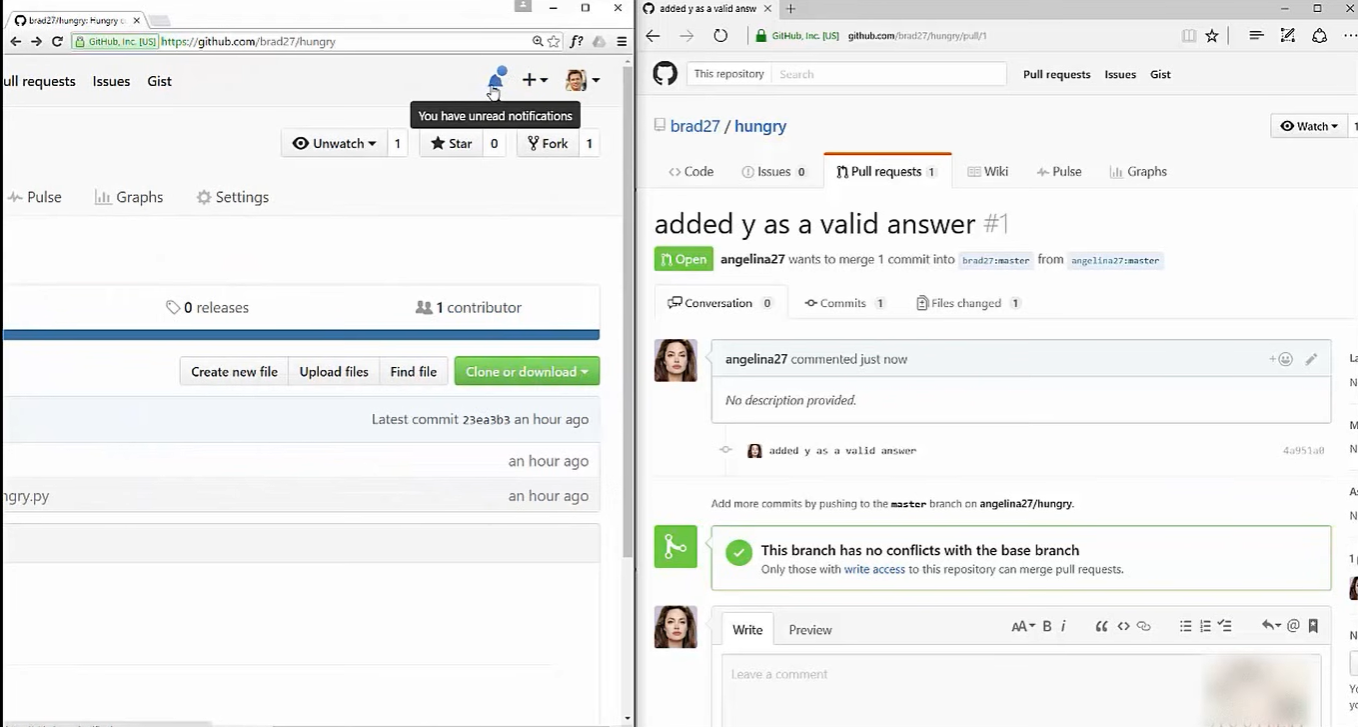 brad27/hungry: Hungry
GitHub, Inc. [US] https://github.com/brad27/hungry
ull requests Issues Gist
You have unread notifications
Unwatch 1 Star 0 Fork 1
Pulse Graphs Settings
0 releases 1 contributor
Create new file Upload files Find file Clone or download
Latest commit 23ea3b3 an hour ago
an hour ago
ngry.py an hour ago
added y as a valid answ
GitHub, Inc. [US] github.com/brad27/hungry/pull/1
This repository Search Pull requests Issues Gist
brad27 / hungry Watch 1
Code Issues 0 Pull requests 1 Wiki Pulse Graphs
added y as a valid answer #1
Open angelina27 wants to merge 1 commit into brad27:master from angelina27:master
Conversation 0 Commits 1 Files changed 1
angelina27 commented just now
No description provided.
added y as a valid answer 4a951a0
Add more commits by pushing to the master branch on angelina27/hungry.
This branch has no conflicts with the base branch
Only those with write access to this repository can merge pull requests.
Write Preview AA B i
Leave a comment